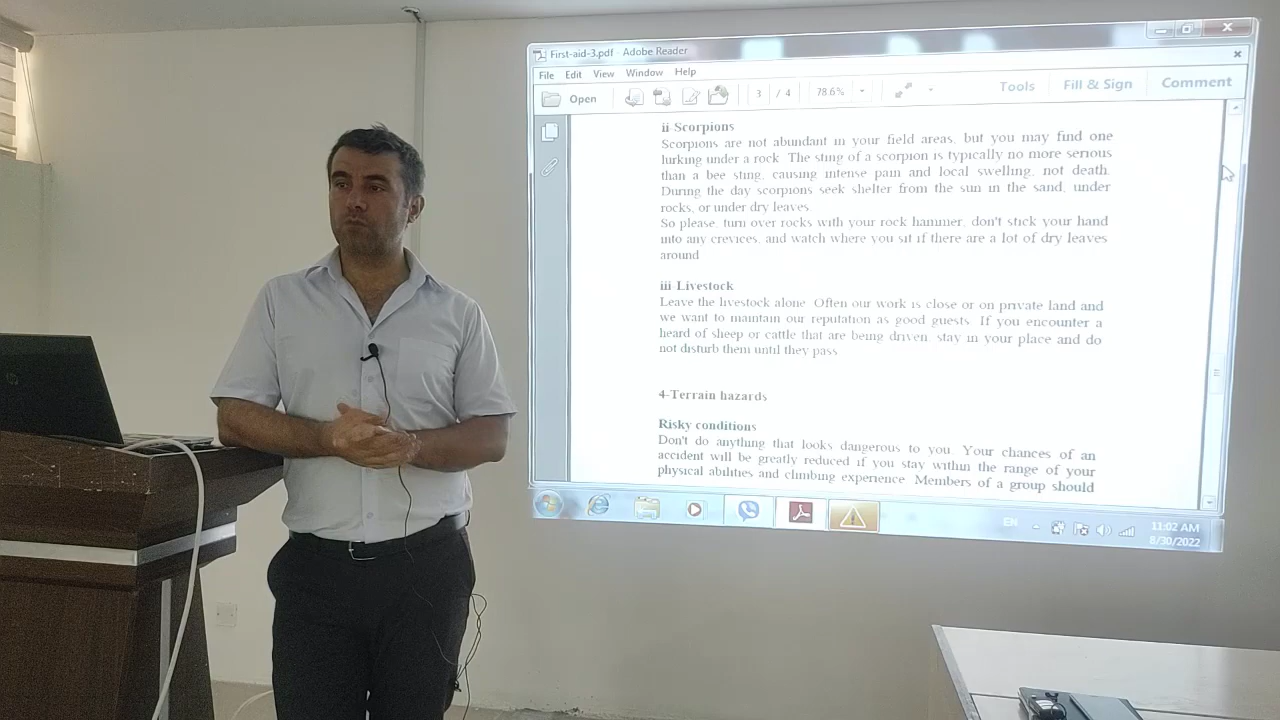 First-aid-3.pdf - Adobe Reader
File Edit View Window Help
Open 3 / 4 78.6% Tools Fill & Sign Comment
ii-Scorpions
Scorpions are not abundant in your field areas, but you may find one
lurking under a rock. The sting of a scorpion is typically no more serious
than a bee sting, causing intense pain and local swelling, not death.
During the day scorpions seek shelter from the sun in the sand, under
rocks, or under dry leaves.
So please, turn over rocks with your rock hammer, don't stick your hand
into any crevices, and watch where you sit if there are a lot of dry leaves
around.
iii-Livestock
Leave the livestock alone. Often our work is close or on private land and
we want to maintain our reputation as good guests. If you encounter a
heard of sheep or cattle that are being driven, stay in your place and do
not disturb them until they pass.
4-Terrain hazards
Risky conditions
Don't do anything that looks dangerous to you. Your chances of an
accident will be greatly reduced if you stay within the range of your
physical abilities and climbing experience. Members of a group should
EN 11:02 AM
8/30/2022